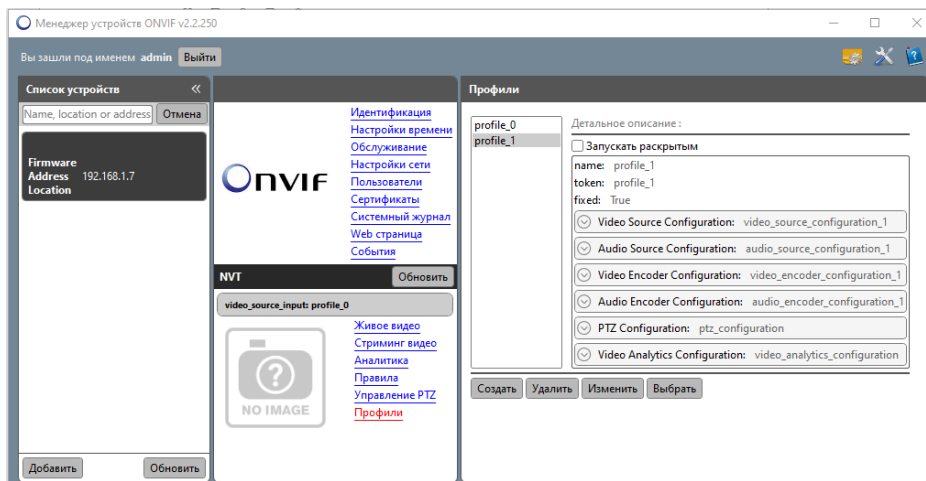 Менеджер устройств ONVIF v2.2.250
Вы зашли под именем admin Выйти
Список устройств
Name, location or address Отмена
Firmware
Address 192.168.1.7
Location
Добавить Обновить
ONVIF
Идентификация
Настройки времени
Обслуживание
Настройки сети
Пользователи
Сертификаты
Системный журнал
Web страница
События
NVT Обновить
video_source_input: profile_0
NO IMAGE
Живое видео
Стриминг видео
Аналитика
Правила
Управление PTZ
Профили
Профили
profile_0
profile_1
Детальное описание :
Запускать раскрытым
name: profile_1
token: profile_1
fixed: True
Video Source Configuration: video_source_configuration_1
Audio Source Configuration: audio_source_configuration_1
Video Encoder Configuration: video_encoder_configuration_1
Audio Encoder Configuration: audio_encoder_configuration_1
PTZ Configuration: ptz_configuration
Video Analytics Configuration: video_analytics_configuration
Создать Удалить Изменить Выбрать